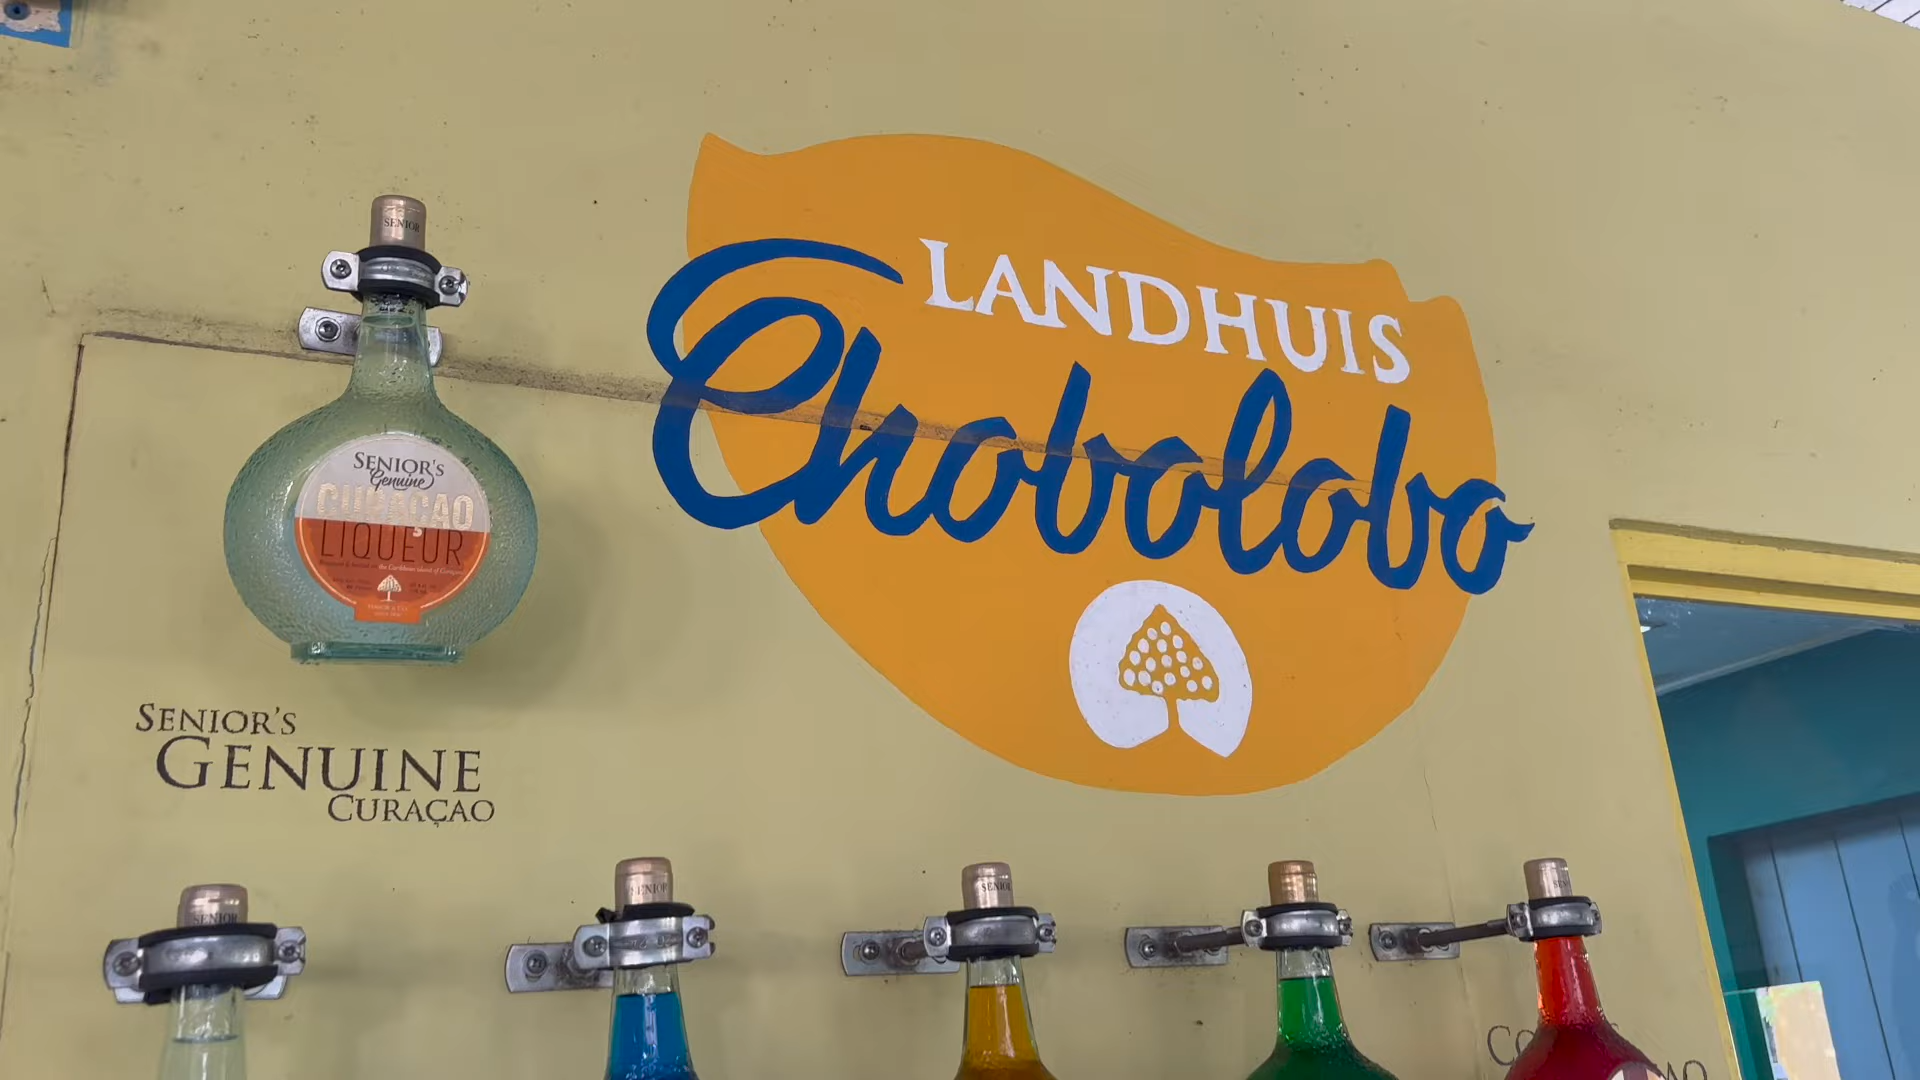 SENIOR
LANDHUIS
Chobolobo
SENIOR'S
Genuine
CURAÇAO
LIQUEUR
SENIOR'S
GENUINE
CURAÇAO
SENIOR
SENIOR
SENIOR